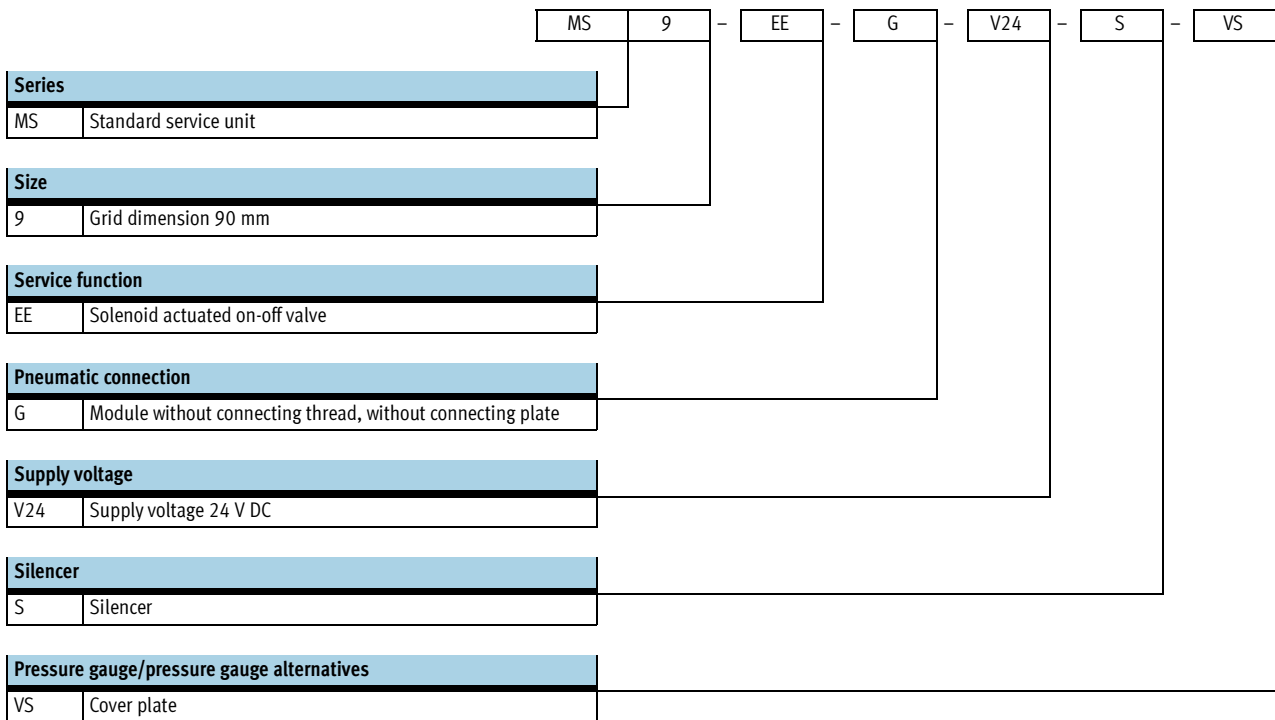 MS 9 – EE – G – V24 – S – VS
Series
MS Standard service unit
Size
9 Grid dimension 90 mm
Service function
EE Solenoid actuated on-off valve
Pneumatic connection
G Module without connecting thread, without connecting plate
Supply voltage
V24 Supply voltage 24 V DC
Silencer
S Silencer
Pressure gauge/pressure gauge alternatives
VS Cover plate